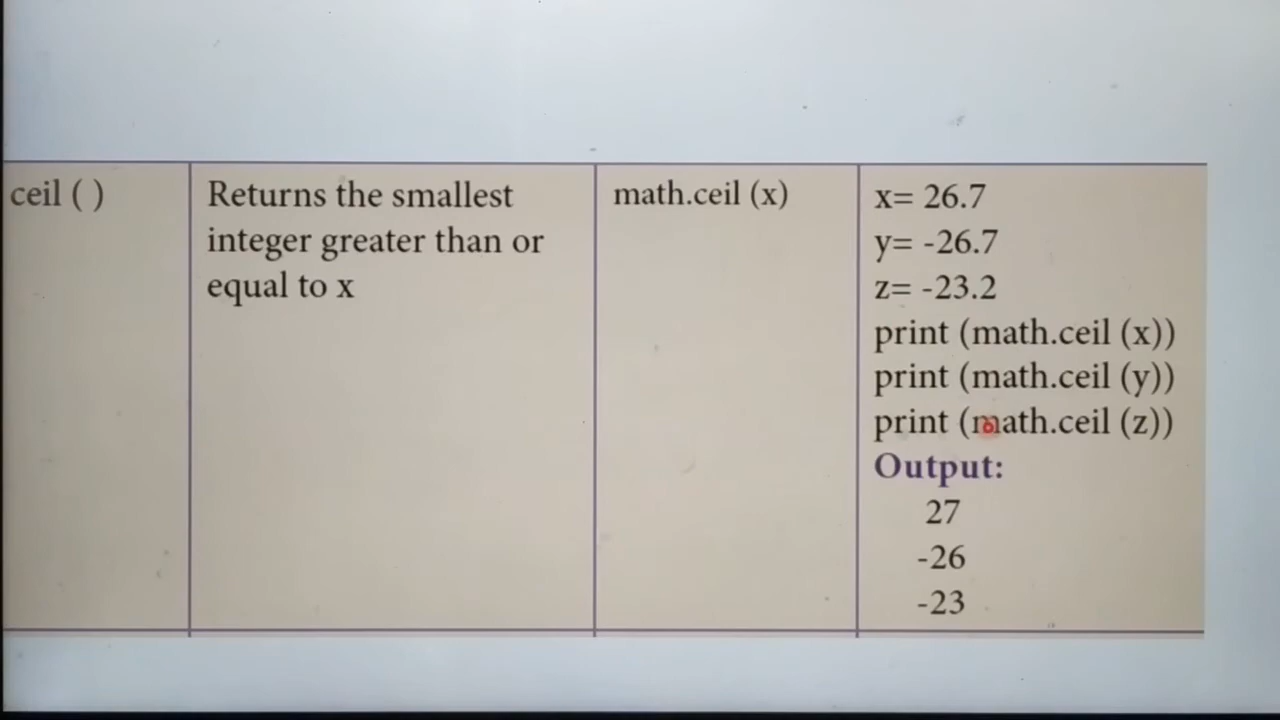 ceil ( )
Returns the smallest
integer greater than or
equal to x
math.ceil (x)
x= 26.7
y= -26.7
z= -23.2
print (math.ceil (x))
print (math.ceil (y))
print (math.ceil (z))
Output:
27
-26
-23